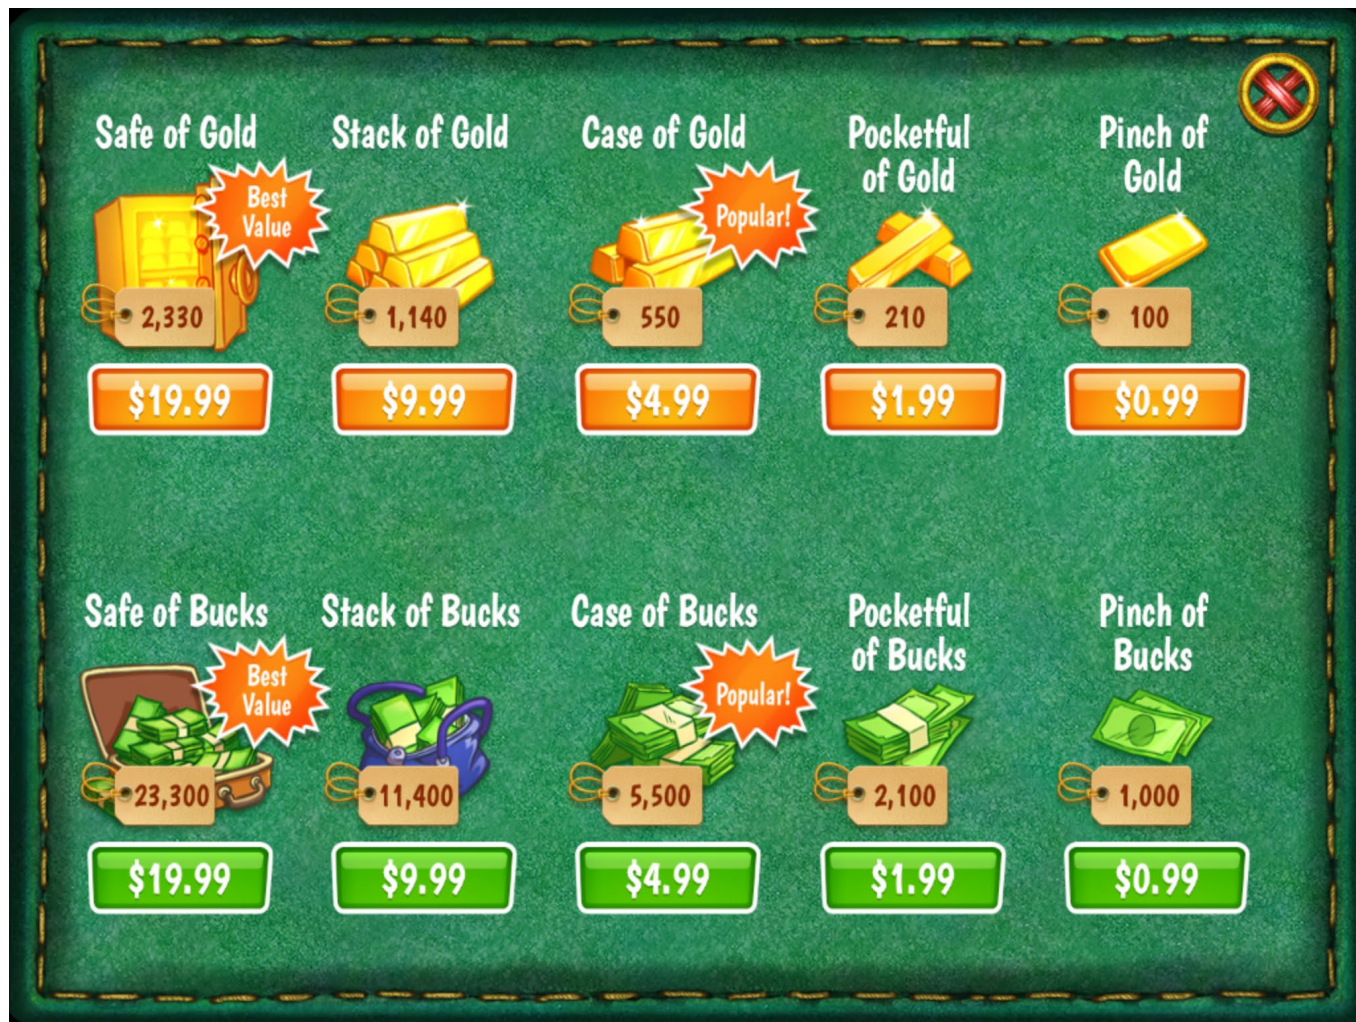 Safe of Gold
Stack of Gold
Case of Gold
Pocketful
of Gold
Pinch of
Gold
Best
Value
Popular!
2,330
1,140
550
210
100
$19.99
$9.99
$4.99
$1.99
$0.99
Safe of Bucks
Stack of Bucks
Case of Bucks
Pocketful
of Bucks
Pinch of
Bucks
Best
Value
Popular!
23,300
11,400
5,500
2,100
1,000
$19.99
$9.99
$4.99
$1.99
$0.99